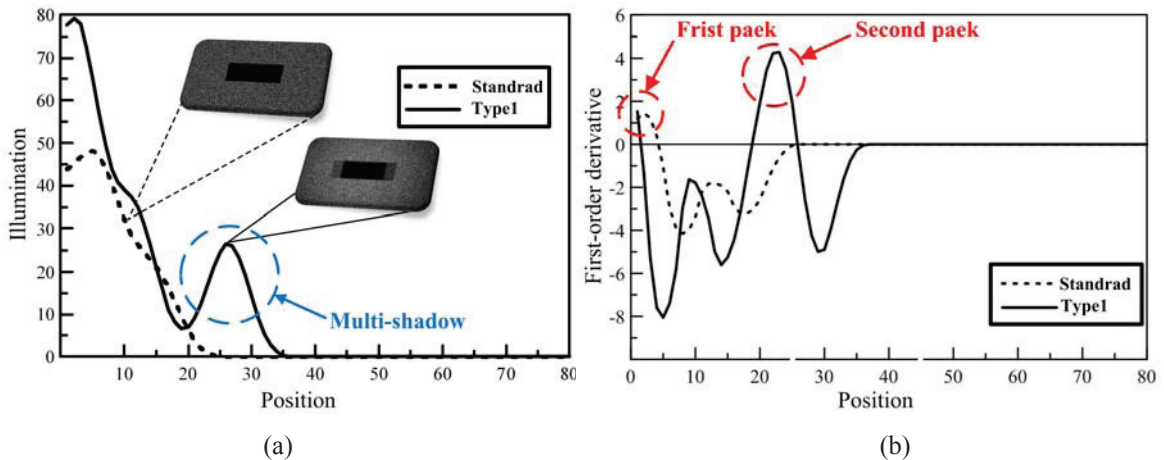 80
70
60
50
40
30
20
10
0
Illumination
10 20 30 40 50 60 70 80
Position
Standrad
Type1
Multi-shadow
(a)
6
4
2
0
-2
-4
-6
-8
First-order derivative
0 10 20 30 40 50 60 70 80
Position
Frist paek
Second paek
Standrad
Type1
(b)